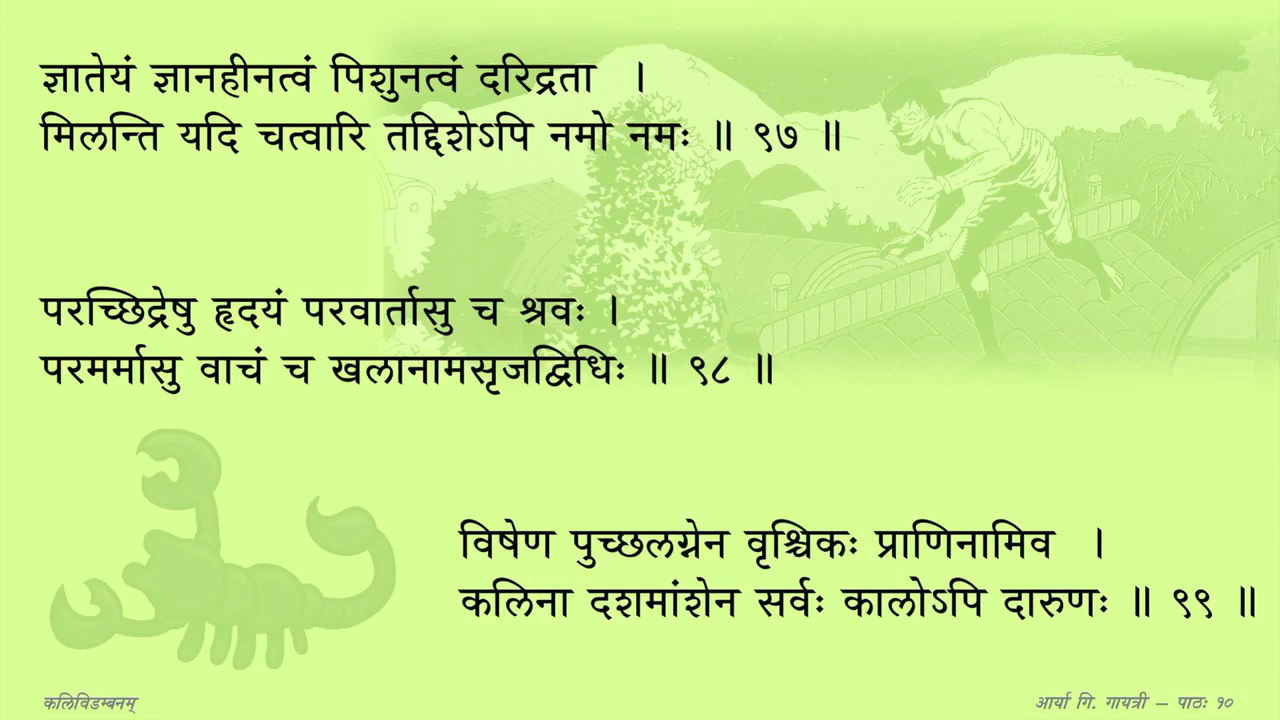 ज्ञातेयं ज्ञानहीनत्वं पिशुनत्वं दरिद्रता ।
मिलन्ति यदि चत्वारि तद्दिशेऽपि नमो नमः ॥ ९७ ॥
परच्छिद्रेषु हृदयं परवार्तासु च श्रवः ।
परमर्मासु वाचं च खलानामसृजद्विधिः ॥ ९८ ॥
विषेण पुच्छलग्नेन वृश्चिकः प्राणिनामिव ।
कलिना दशमांशेन सर्वः कालोऽपि दारुणः ॥ ९९ ॥
कलिविडम्बनम्
आर्या गि. गायत्री – पाठः १०